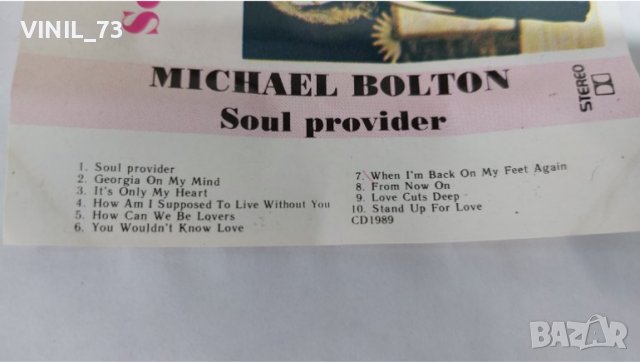 VINIL_73
So
MICHAEL BOLTON
Soul provider
STEREO
1. Soul provider
2. Georgia On My Mind
3. It's Only My Heart
4. How Am I Supposed To Live Without You
5. How Can We Be Lovers
6. You Wouldn't Know Love
7. When I'm Back On My Feet Again
8. From Now On
9. Love Cuts Deep
10. Stand Up For Love
CD1989
BAZAR